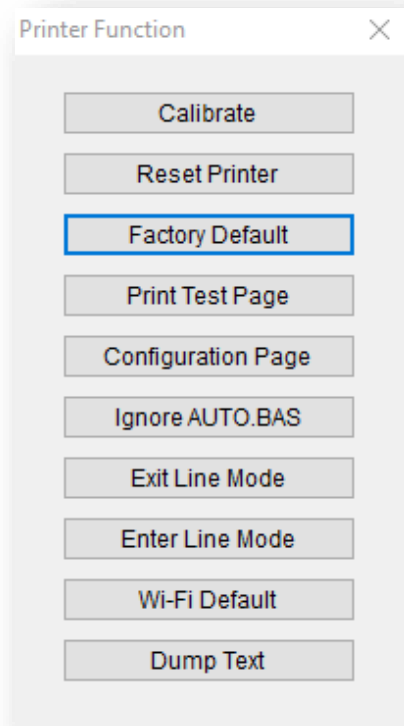 Printer Function
Calibrate
Reset Printer
Factory Default
Print Test Page
Configuration Page
Ignore AUTO.BAS
Exit Line Mode
Enter Line Mode
Wi-Fi Default
Dump Text